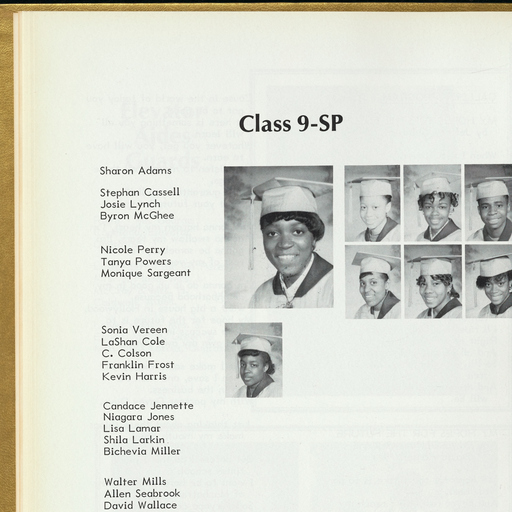 Class 9-SP
Sharon Adams
Stephan Cassell
Josie Lynch
Byron McGhee
Nicole Perry
Tanya Powers
Monique Sargeant
Sonia Vereen
LaShan Cole
C. Colson
Franklin Frost
Kevin Harris
Candace Jennette
Niagara Jones
Lisa Lamar
Shila Larkin
Bichevia Miller
Walter Mills
Allen Seabrook
David Wallace